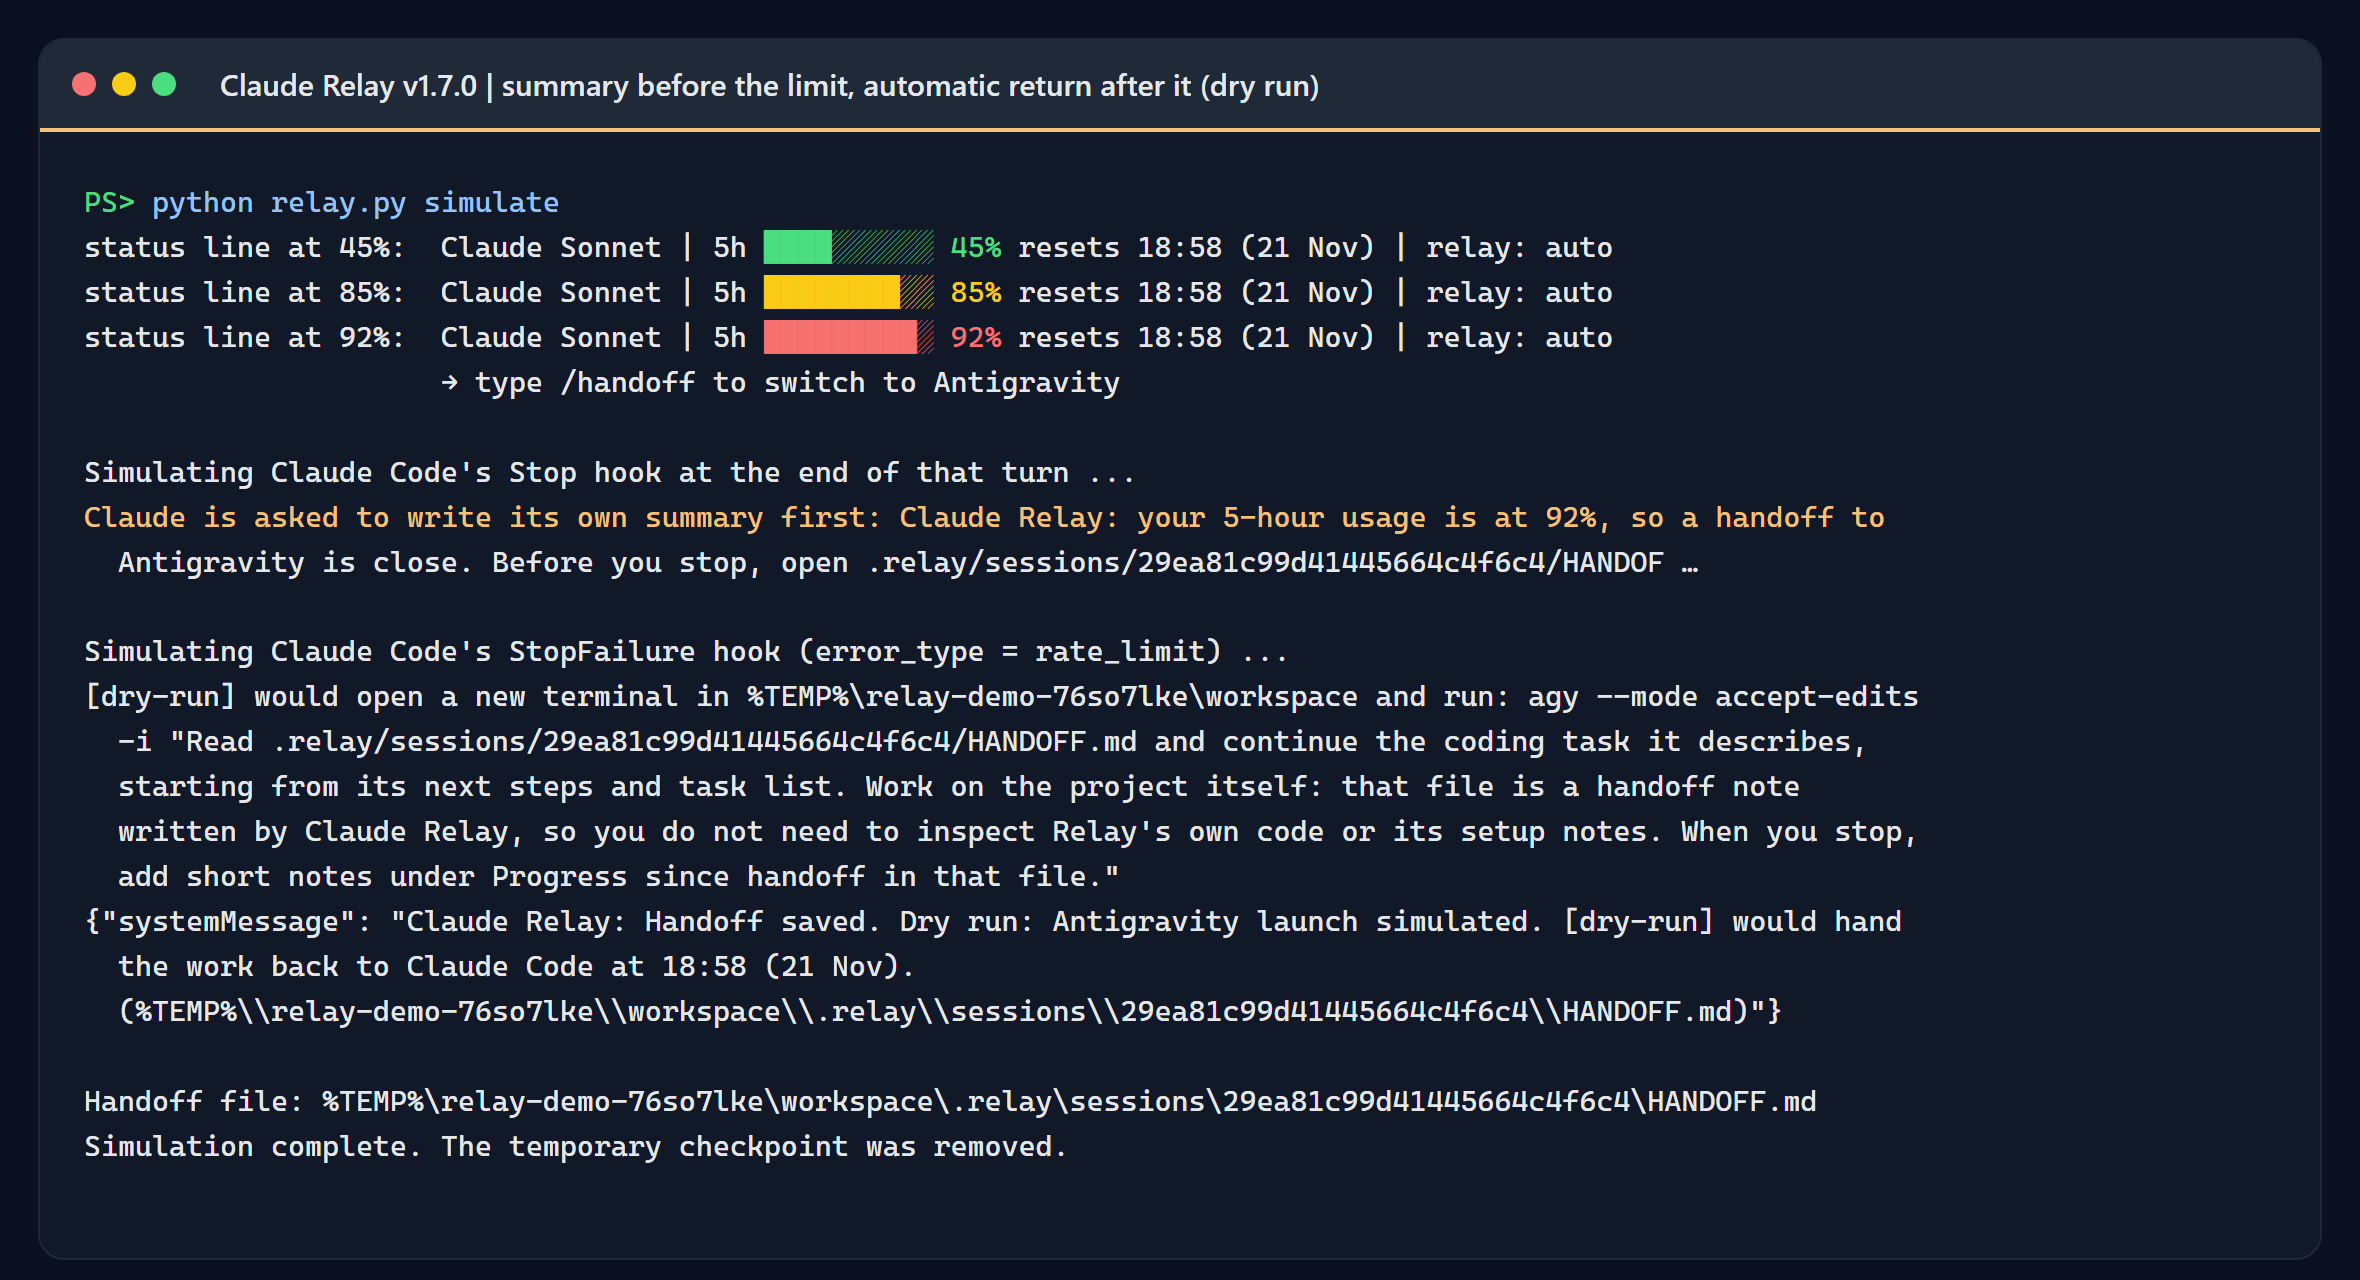 Claude Relay v1.7.0 | summary before the limit, automatic return after it (dry run)
PS> python relay.py simulate
status line at 45%:  Claude Sonnet | 5h 45% resets 18:58 (21 Nov) | relay: auto
status line at 85%:  Claude Sonnet | 5h 85% resets 18:58 (21 Nov) | relay: auto
status line at 92%:  Claude Sonnet | 5h 92% resets 18:58 (21 Nov) | relay: auto
→ type /handoff to switch to Antigravity
Simulating Claude Code's Stop hook at the end of that turn ...
Claude is asked to write its own summary first: Claude Relay: your 5-hour usage is at 92%, so a handoff to
Antigravity is close. Before you stop, open .relay/sessions/29ea81c99d41445664c4f6c4/HANDOF …
Simulating Claude Code's StopFailure hook (error_type = rate_limit) ...
[dry-run] would open a new terminal in %TEMP%\relay-demo-76so7lke\workspace and run: agy --mode accept-edits
-i "Read .relay/sessions/29ea81c99d41445664c4f6c4/HANDOFF.md and continue the coding task it describes,
starting from its next steps and task list. Work on the project itself: that file is a handoff note
written by Claude Relay, so you do not need to inspect Relay's own code or its setup notes. When you stop,
add short notes under Progress since handoff in that file."
{"systemMessage": "Claude Relay: Handoff saved. Dry run: Antigravity launch simulated. [dry-run] would hand
the work back to Claude Code at 18:58 (21 Nov).
(%TEMP%\\relay-demo-76so7lke\\workspace\\.relay\\sessions\\29ea81c99d41445664c4f6c4\\HANDOFF.md)"}
Handoff file: %TEMP%\relay-demo-76so7lke\workspace\.relay\sessions\29ea81c99d41445664c4f6c4\HANDOFF.md
Simulation complete. The temporary checkpoint was removed.